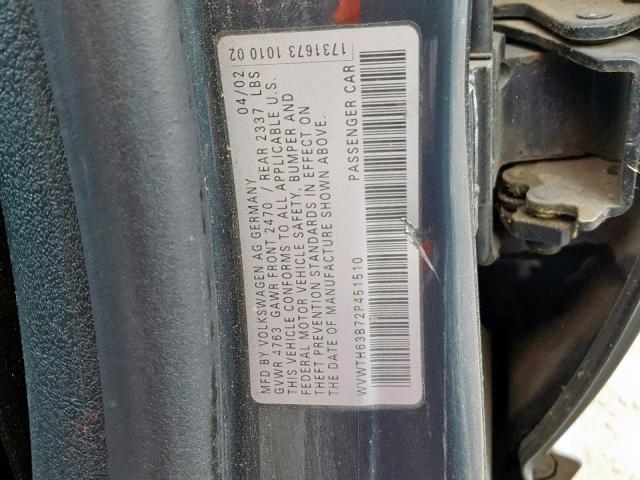 MFD BY VOLKSWAGEN AG GERMANY 04/02
GVWR 4763 GAWR FRONT 2470 / REAR 2337 LBS
THIS VEHICLE CONFORMS TO ALL APPLICABLE U.S.
FEDERAL MOTOR VEHICLE SAFETY, BUMPER AND
THEFT PREVENTION STANDARDS IN EFFECT ON
THE DATE OF MANUFACTURE SHOWN ABOVE.
WVWTH63B72P451510 PASSENGER CAR
1731673 1010 02